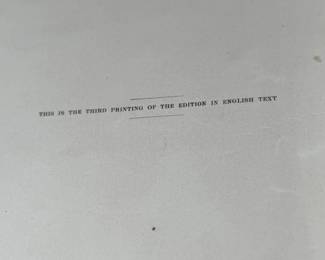 THIS IS THE THIRD PRINTING OF THE EDITION IN ENGLISH TEXT